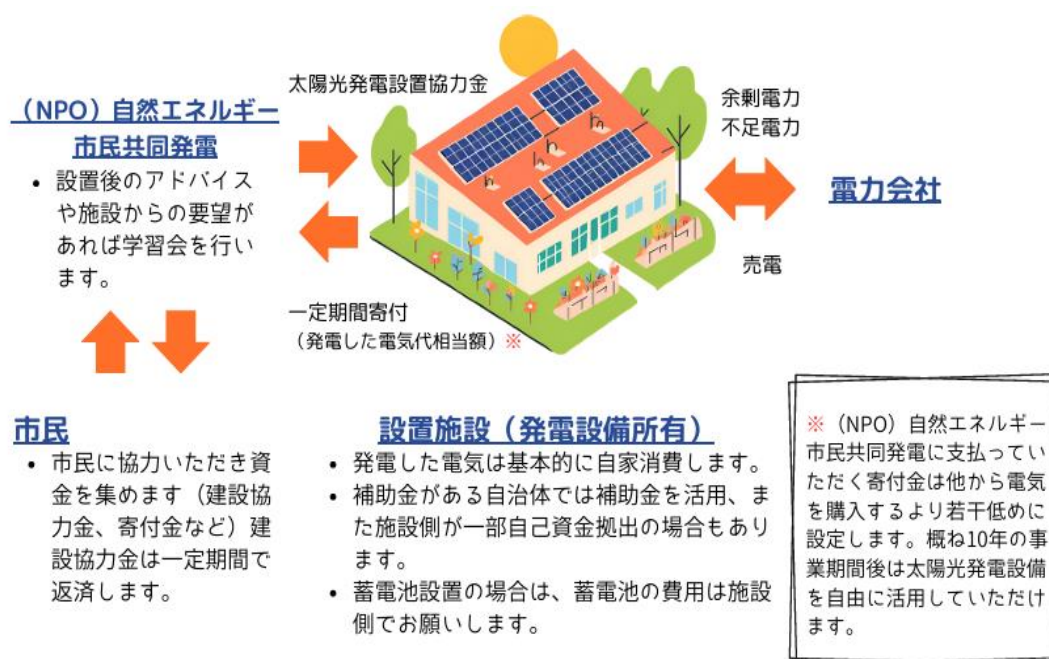 太陽光発電設置協力金
（NPO）自然エネルギー
市民共同発電
• 設置後のアドバイス
や施設からの要望が
あれば学習会を行い
ます。
余剰電力
不足電力
電力会社
売電
一定期間寄付
（発電した電気代相当額）※
市民
• 市民に協力いただき資
金を集めます（建設協
力金、寄付金など）建
設協力金は一定期間で
返済します。
設置施設（発電設備所有）
• 発電した電気は基本的に自家消費します。
• 補助金がある自治体では補助金を活用、ま
た施設側が一部自己資金拠出の場合もあり
ます。
• 蓄電池設置の場合は、蓄電池の費用は施設
側でお願いします。
※（NPO）自然エネルギー
市民共同発電に支払ってい
ただく寄付金は他から電気
を購入するより若干低めに
設定します。概ね10年の事
業期間後は太陽光発電設備
を自由に活用していただけ
ます。